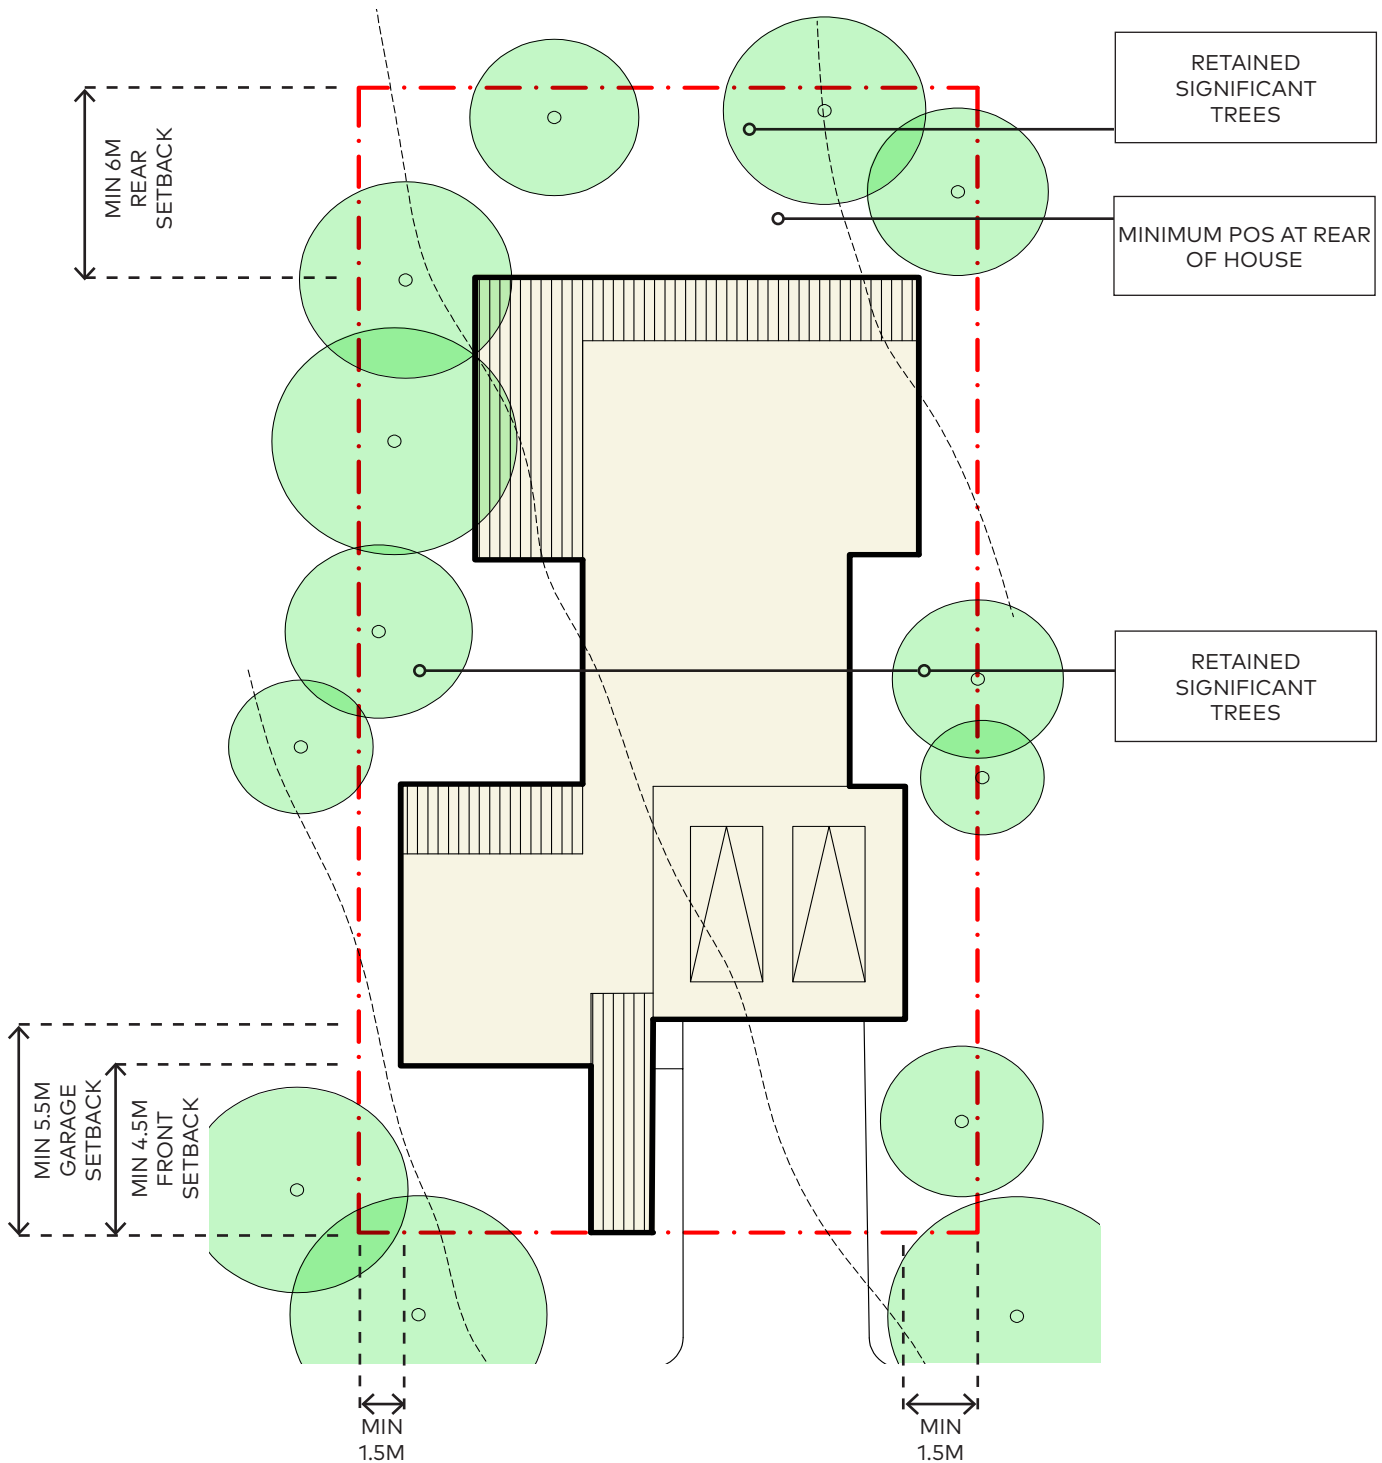 RETAINED
SIGNIFICANT
TREES
MIN 6M
REAR
SETBACK
MINIMUM POS AT REAR
OF HOUSE
RETAINED
SIGNIFICANT
TREES
MIN 5.5M
GARAGE
SETBACK
MIN 4.5M
FRONT
SETBACK
MIN
1.5M
MIN
1.5M